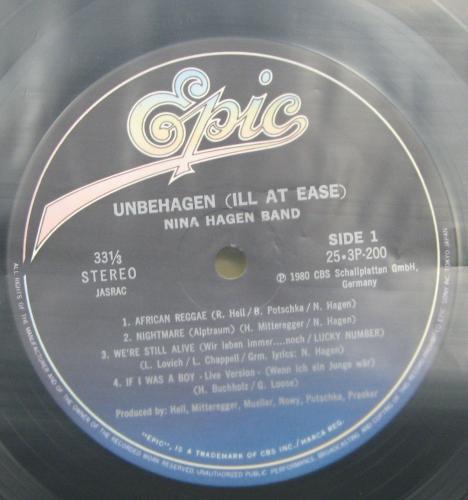 Epic
UNBEHAGEN (ILL AT EASE)
NINA HAGEN BAND
33⅓
STEREO
JASRAC
SIDE 1
25・3P-200
Ⓟ 1980 CBS Schallplatten GmbH,
Germany
1. AFRICAN REGGAE (R. Heil/B. Potschka/N. Hagen)
2. NIGHTMARE (Alptraum) (H. Mitteregger/N. Hagen)
3. WE'RE STILL ALIVE (Wir leben immer....noch/LUCKY NUMBER)
(L. Lovich/L. Chappell/Grm. lyrics: N. Hagen)
4. IF I WAS A BOY - Live Version - (Wenn ich ein Junge wär)
(H. Buchholz/G. Loose)
Produced by: Heil, Mitteregger, Mueller, Nowy, Potschka, Praeker
"EPIC", IS A TRADEMARK OF CBS INC./MARCA REG.
ALL RIGHTS OF THE MANUFACTURER AND OF THE OWNER OF THE RECORDED WORK RESERVED. UNAUTHORIZED PUBLIC PERFORMANCE, BROADCASTING AND COPYING OF THIS RECORD PROHIBITED.